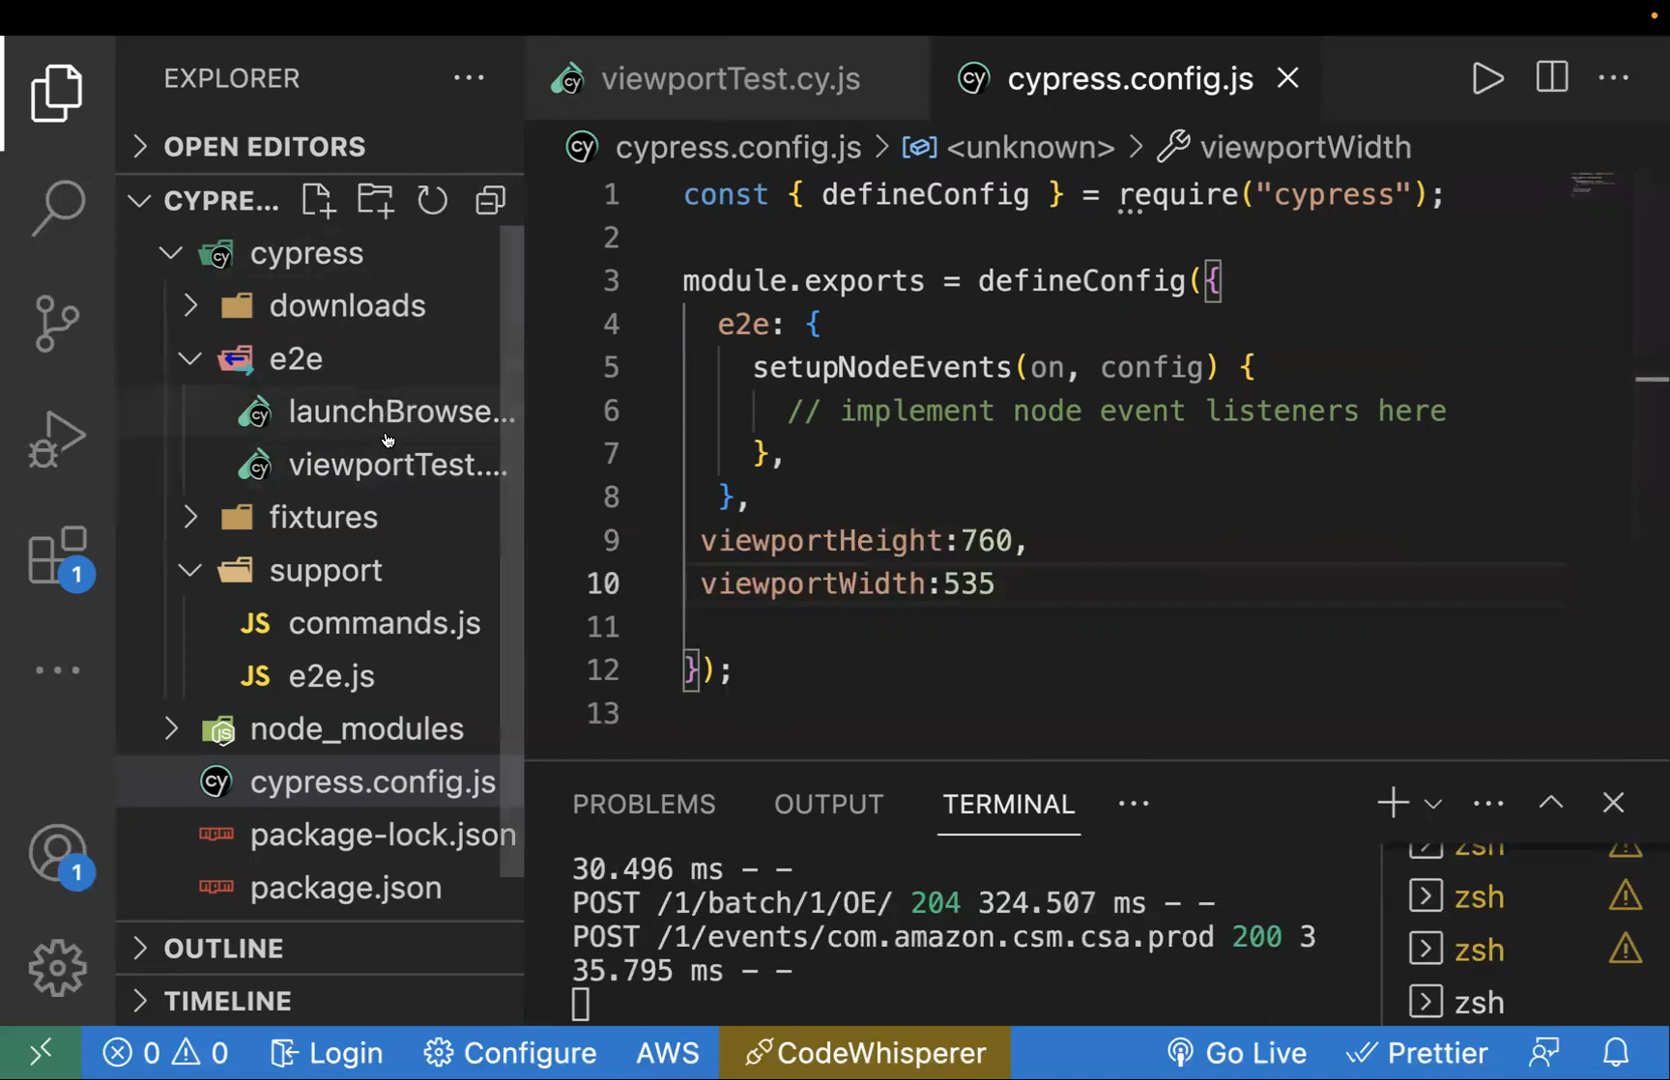 EXPLORER
OPEN EDITORS
CYPRE...
cypress
downloads
e2e
launchBrowse...
viewportTest....
fixtures
support
JS commands.js
JS e2e.js
node_modules
cypress.config.js
package-lock.json
package.json
OUTLINE
TIMELINE
1
1
viewportTest.cy.js
cypress.config.js
cypress.config.js > <unknown> > viewportWidth
1 const { defineConfig } = require("cypress");
2
3 module.exports = defineConfig({
4 e2e: {
5 setupNodeEvents(on, config) {
6 // implement node event listeners here
7 },
8 },
9 viewportHeight:760,
10 viewportWidth:535
11
12 });
13
PROBLEMS OUTPUT TERMINAL
30.496 ms - -
POST /1/batch/1/OE/ 204 324.507 ms - -
POST /1/events/com.amazon.csm.csa.prod 200 3
35.795 ms - -
zsh
zsh
zsh
zsh
0 0 Login Configure AWS CodeWhisperer Go Live Prettier